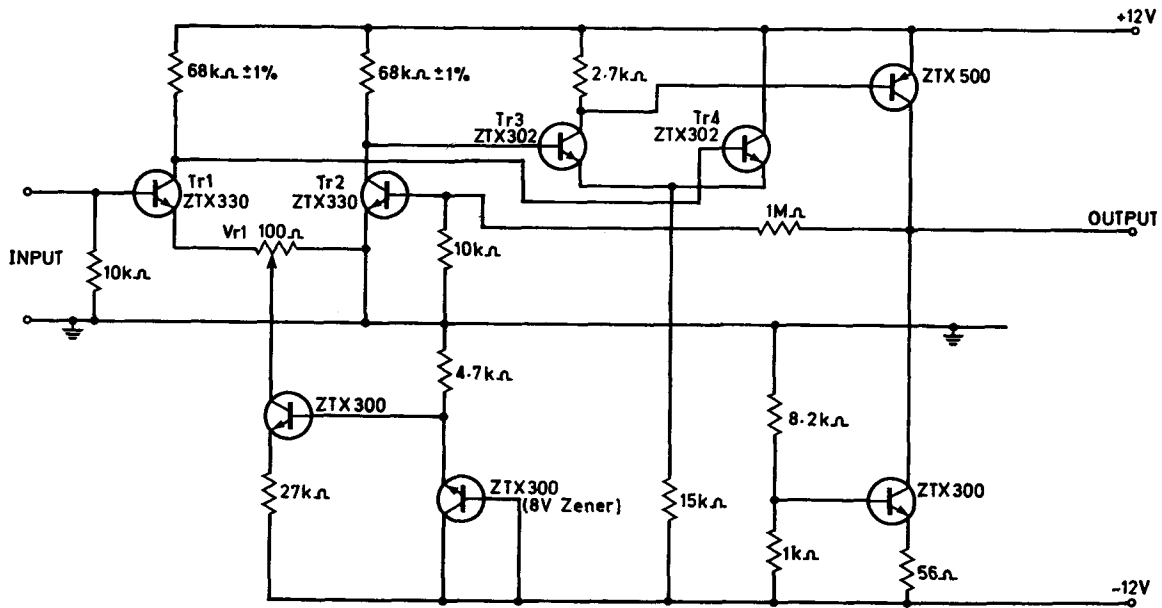 +12V
68kΩ ±1%
68kΩ ±1%
2.7kΩ
ZTX 500
Tr3
ZTX302
Tr4
ZTX302
Tr1
ZTX330
Tr2
ZTX330
1MΩ
OUTPUT
Vr1 100Ω
INPUT
10kΩ
10kΩ
4.7kΩ
ZTX300
8.2kΩ
27kΩ
ZTX300
(8V Zener)
15kΩ
ZTX300
1kΩ
56Ω
-12V